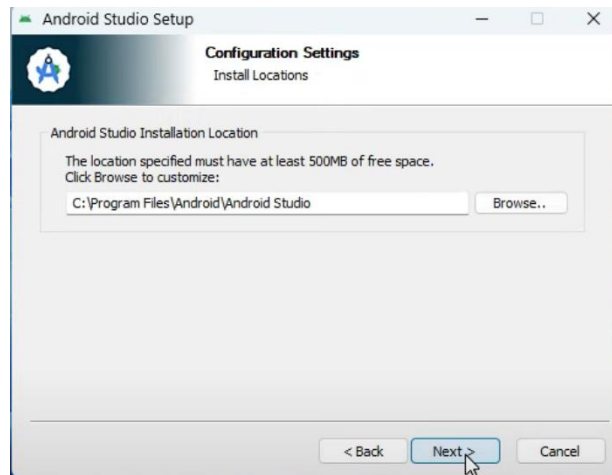 Android Studio Setup
Configuration Settings
Install Locations
Android Studio Installation Location
The location specified must have at least 500MB of free space.
Click Browse to customize:
C:\Program Files\Android\Android Studio
Browse..
< Back
Next >
Cancel